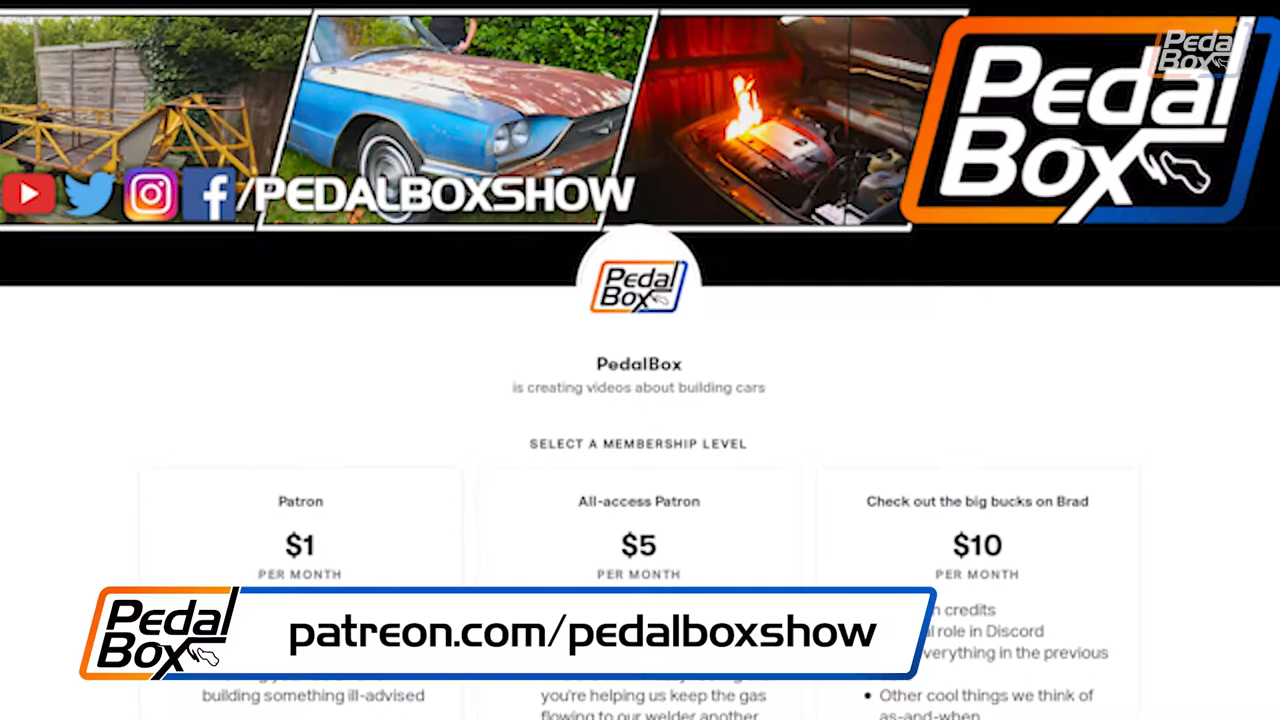 Pedal
Box
Pedal
Box
/PEDALBOXSHOW
Pedal
Box
PedalBox
is creating videos about building cars
SELECT A MEMBERSHIP LEVEL
Patron
$1
PER MONTH
All-access Patron
$5
PER MONTH
Check out the big bucks on Brad
$10
PER MONTH
credits
role in Discord
everything in the previous
Other cool things we think of
as-and-when
Pedal
Box
patreon.com/pedalboxshow
building something ill-advised
you're helping us keep the gas
flowing to our welder another